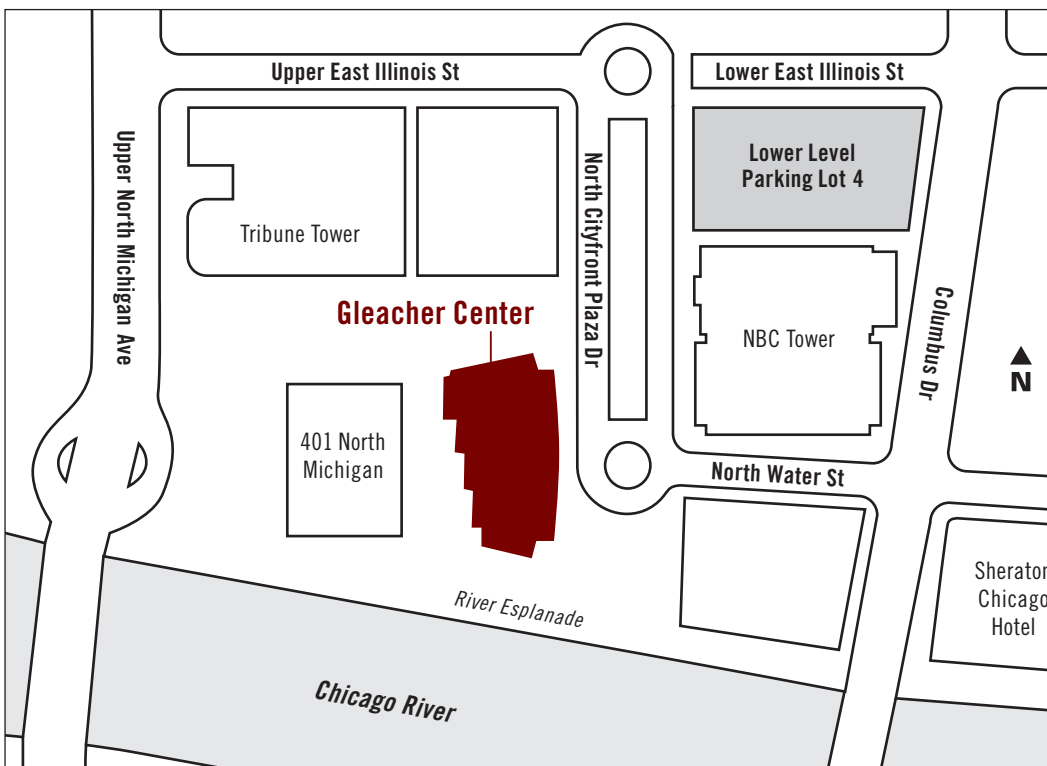 Upper East Illinois St
Lower East Illinois St
Upper North Michigan Ave
North Cityfront Plaza Dr
Lower Level
Parking Lot 4
Tribune Tower
Gleacher Center
NBC Tower
Columbus Dr
N
401 North
Michigan
North Water St
River Esplanade
Sheraton
Chicago
Hotel
Chicago River